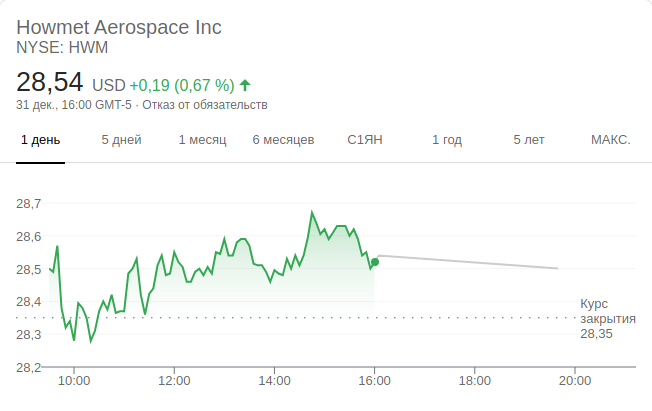 Howmet Aerospace Inc
NYSE: HWM
28,54 USD +0,19 (0,67 %)
31 дек., 16:00 GMT-5 · Отказ от обязательств
1 день 5 дней 1 месяц 6 месяцев С1ЯН 1 год 5 лет МАКС.
28,7
28,6
28,5
28,4
Курс
закрытия
28,35
28,3
28,2
10:00 12:00 14:00 16:00 18:00 20:00